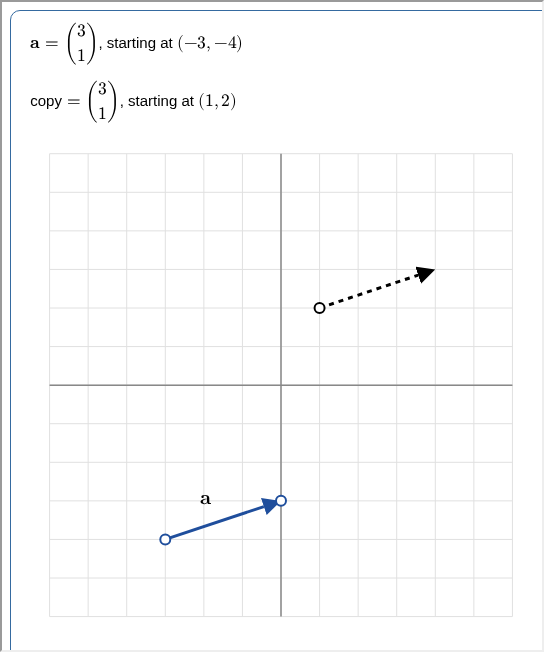 a = (3 1), starting at (−3, −4)
copy = (3 1), starting at (1, 2)
a